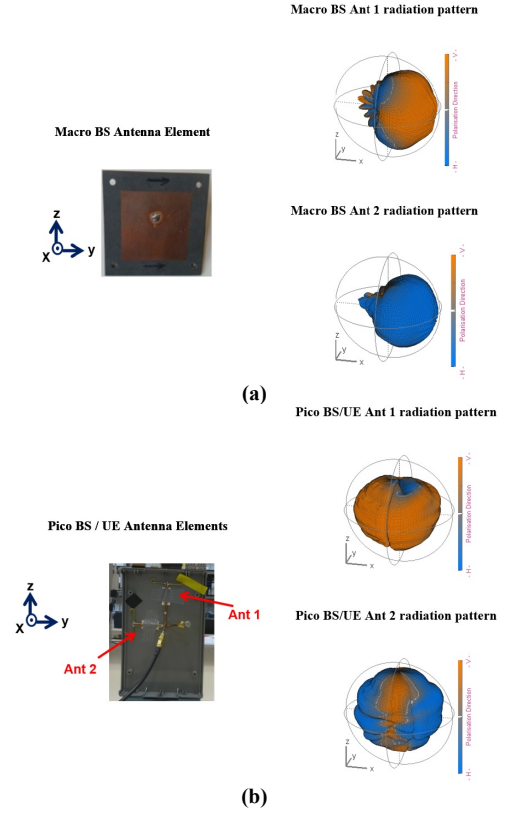 Macro BS Ant 1 radiation pattern
- V -
Polarisation Direction
- H -
z
y
x
Macro BS Antenna Element
z
x
y
Macro BS Ant 2 radiation pattern
- V -
Polarisation Direction
- H -
z
y
x
(a)
Pico BS/UE Ant 1 radiation pattern
- V -
Polarisation Direction
- H -
z
y
x
Pico BS / UE Antenna Elements
z
x
y
Ant 1
Ant 2
Pico BS/UE Ant 2 radiation pattern
- V -
Polarisation Direction
- H -
z
y
x
(b)